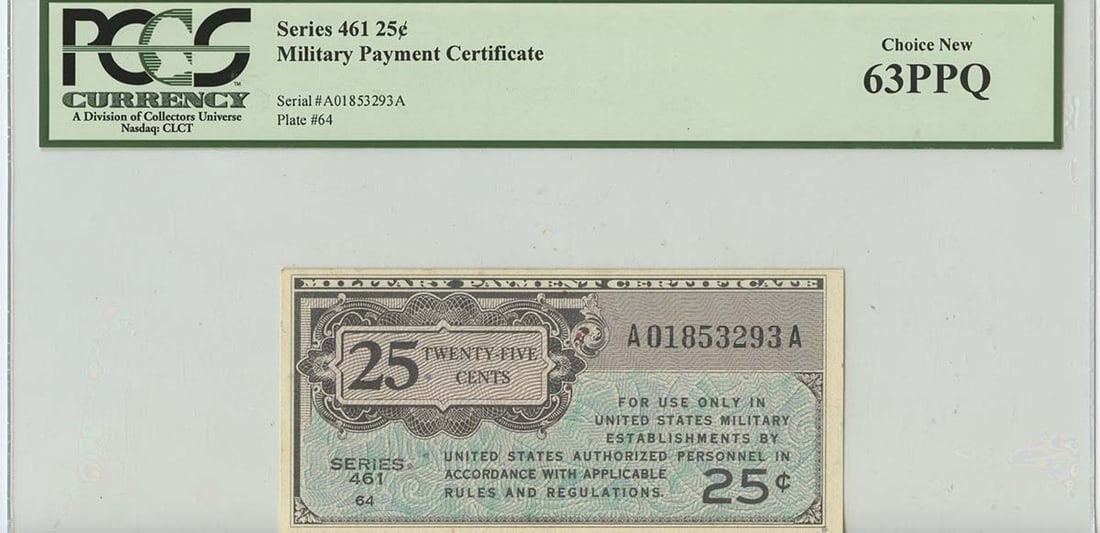 PCGS
CURRENCY
A Division of Collectors Universe
Nasdaq: CLCT
Series 461 25¢
Military Payment Certificate
Serial #A01853293A
Plate #64
Choice New
63PPQ
MILITARY PAYMENT CERTIFICATE
25 TWENTY-FIVE
CENTS
A01853293A
FOR USE ONLY IN
UNITED STATES MILITARY
ESTABLISHMENTS BY
UNITED STATES AUTHORIZED PERSONNEL IN
ACCORDANCE WITH APPLICABLE
RULES AND REGULATIONS.
SERIES
461
64
25¢